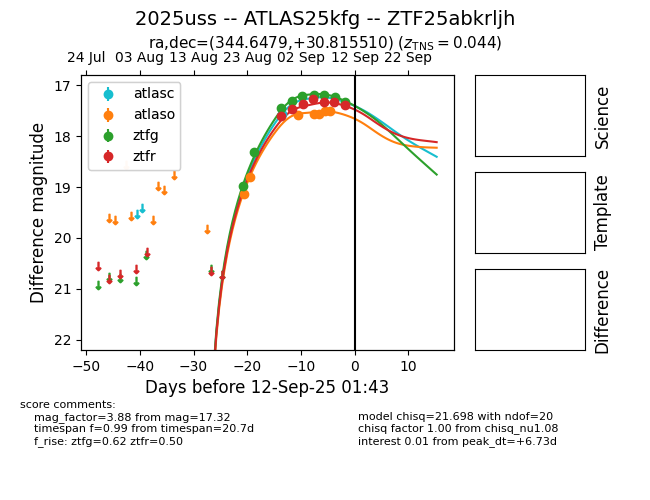 2025uss -- ATLAS25kfg -- ZTF25abkrljh
ra,dec=(344.6479,+30.815510) (z_TNS = 0.044)
24 Jul 03 Aug 13 Aug 23 Aug 02 Sep 12 Sep 22 Sep
atlasc
atlaso
ztfg
ztfr
17
18
19
20
21
22
Difference magnitude
−50 −40 −30 −20 −10 0 10
Days before 12-Sep-25 01:43
Science
Template
Difference
score comments:
mag_factor=3.88 from mag=17.32
timespan f=0.99 from timespan=20.7d
f_rise: ztfg=0.62 ztfr=0.50
model chisq=21.698 with ndof=20
chisq factor 1.00 from chisq_nu1.08
interest 0.01 from peak_dt=+6.73d